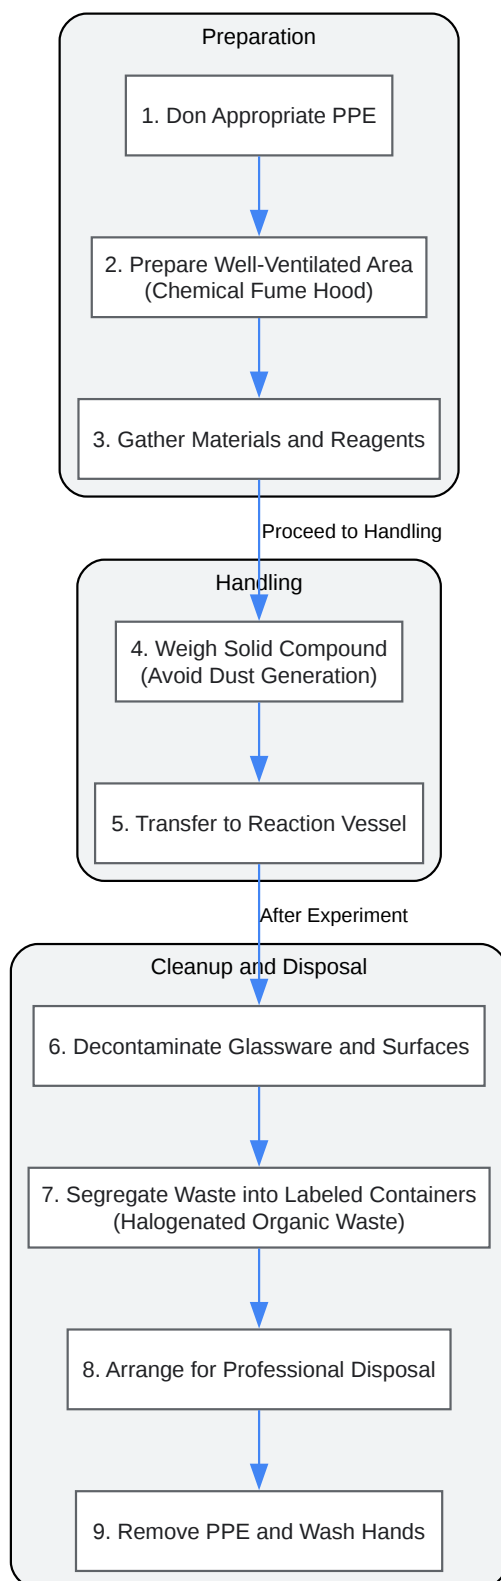 Preparation
1. Don Appropriate PPE
2. Prepare Well-Ventilated Area
(Chemical Fume Hood)
3. Gather Materials and Reagents
Proceed to Handling
Handling
4. Weigh Solid Compound
(Avoid Dust Generation)
5. Transfer to Reaction Vessel
After Experiment
Cleanup and Disposal
6. Decontaminate Glassware and Surfaces
7. Segregate Waste into Labeled Containers
(Halogenated Organic Waste)
8. Arrange for Professional Disposal
9. Remove PPE and Wash Hands